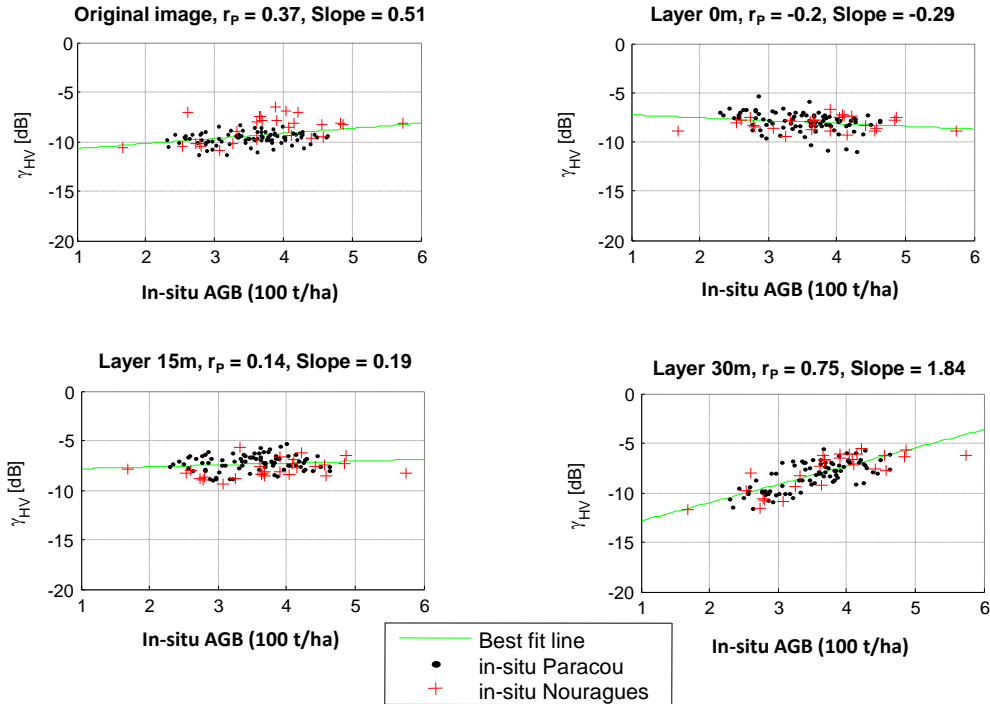 Original image, rP = 0.37, Slope = 0.51
0
-5
-10
-15
-20
γHV [dB]
1 2 3 4 5 6
In-situ AGB (100 t/ha)
Layer 0m, rP = -0.2, Slope = -0.29
0
-5
-10
-15
-20
γHV [dB]
1 2 3 4 5 6
In-situ AGB (100 t/ha)
Layer 15m, rP = 0.14, Slope = 0.19
0
-5
-10
-15
-20
γHV [dB]
1 2 3 4 5 6
In-situ AGB (100 t/ha)
Layer 30m, rP = 0.75, Slope = 1.84
0
-5
-10
-15
-20
γHV [dB]
1 2 3 4 5 6
In-situ AGB (100 t/ha)
Best fit line
in-situ Paracou
in-situ Nouragues